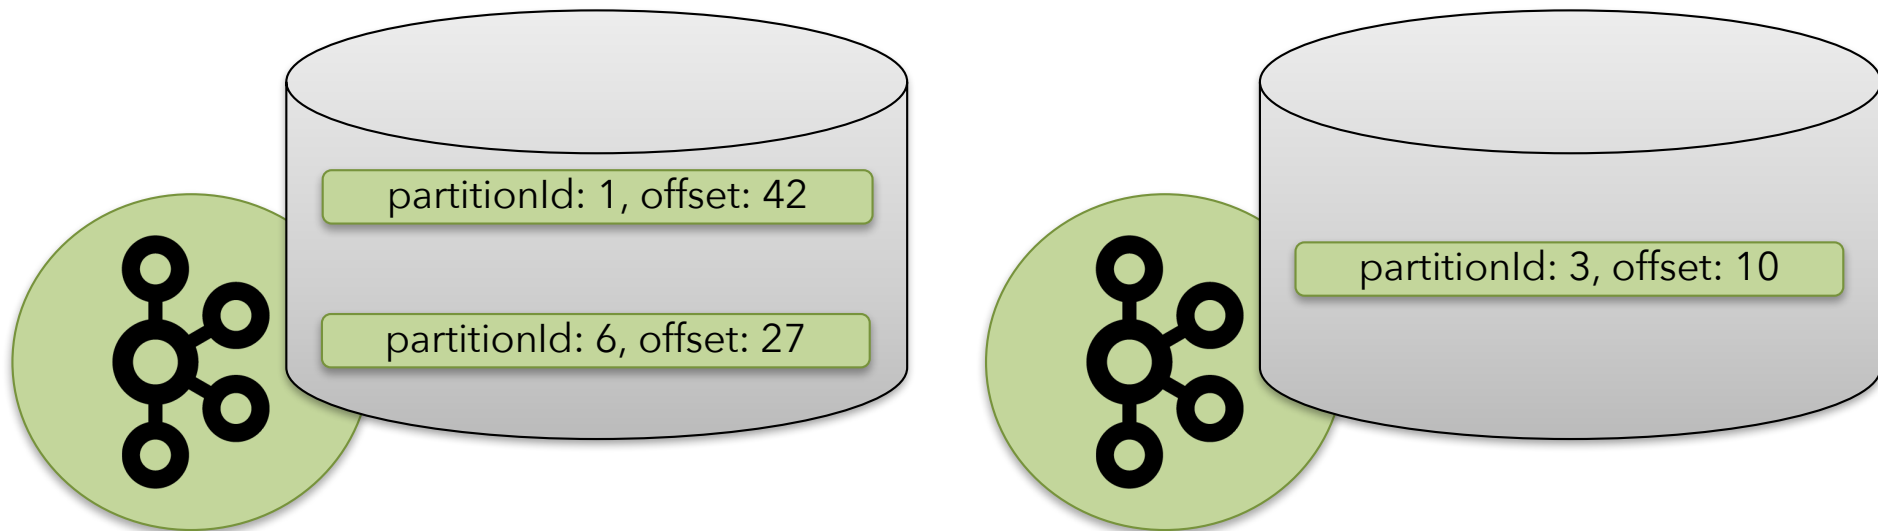 partitionId: 1, offset: 42
partitionId: 6, offset: 27
partitionId: 3, offset: 10